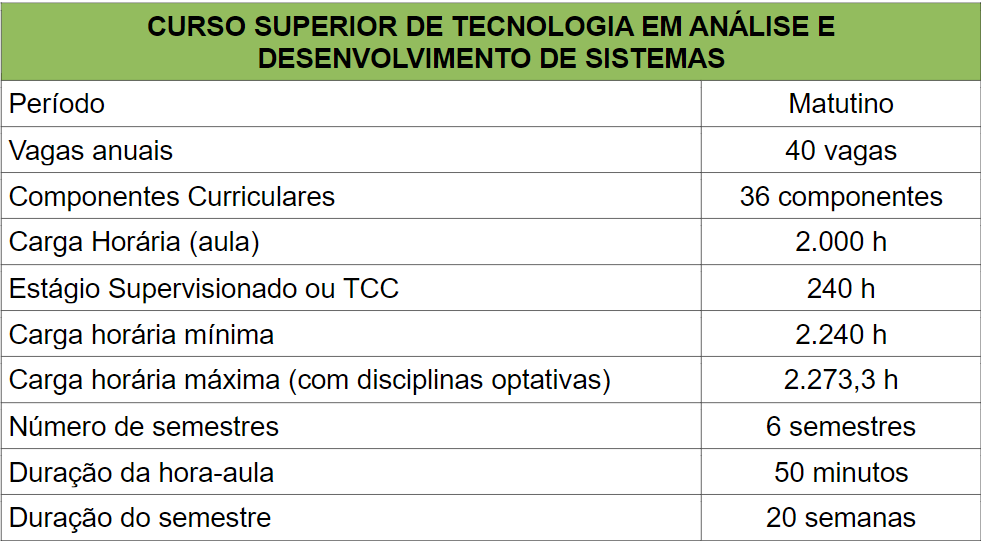 CURSO SUPERIOR DE TECNOLOGIA EM ANÁLISE E
DESENVOLVIMENTO DE SISTEMAS
Período Matutino
Vagas anuais 40 vagas
Componentes Curriculares 36 componentes
Carga Horária (aula) 2.000 h
Estágio Supervisionado ou TCC 240 h
Carga horária mínima 2.240 h
Carga horária máxima (com disciplinas optativas) 2.273,3 h
Número de semestres 6 semestres
Duração da hora-aula 50 minutos
Duração do semestre 20 semanas